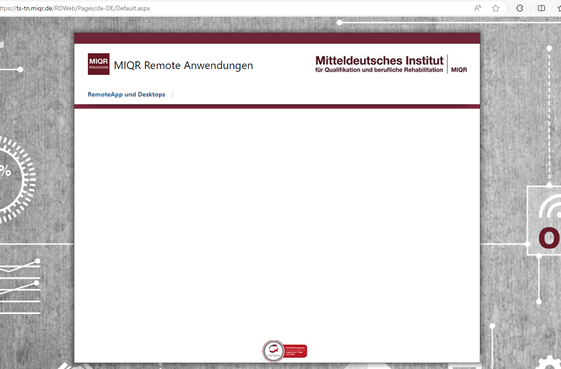 https://ts-tn.miqr.de/RDWeb/Pages/de-DE/Default.aspx
MIQR
MIQR Remote Anwendungen
Mitteldeutsches Institut
für Qualifikation und berufliche Rehabilitation | MIQR
RemoteApp und Desktops
%
O